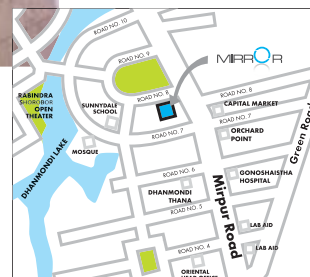 ROAD NO. 10
ROAD NO. 9
MIRROR
ROAD NO. 8
ROAD NO. 8
RABINDRA
SHOROBOR
OPEN
THEATER
SUNNYDALE
SCHOOL
CAPITAL MARKET
ROAD NO. 7
ROAD NO. 7
ORCHARD
POINT
Green Road
MOSQUE
DHANMONDI LAKE
ROAD NO. 6
GONOSHAISTHA
HOSPITAL
DHANMONDI
THANA
Mirpur Road
ROAD NO. 5
LAB AID
ROAD NO. 4
LAB AID
ORIENTAL